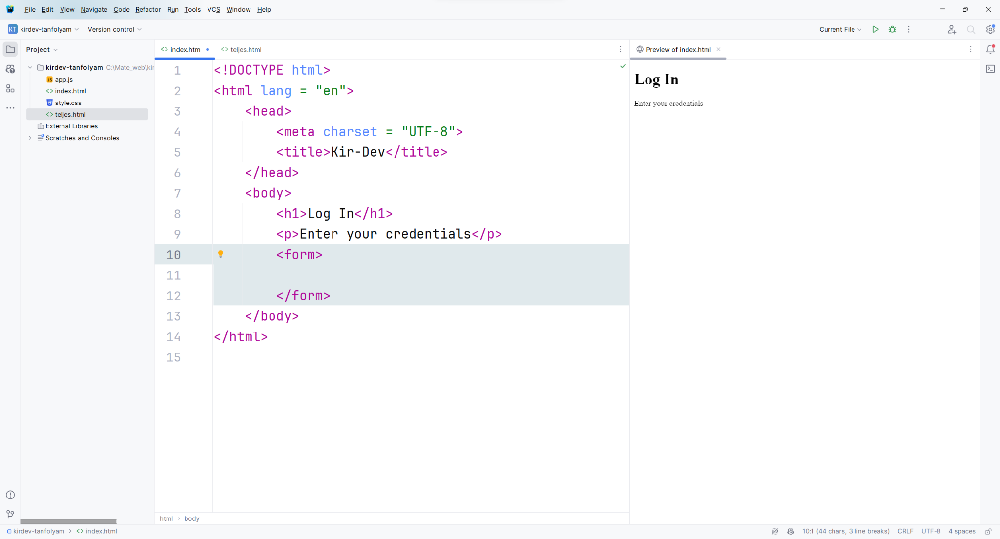 File Edit View Navigate Code Refactor Run Tools VCS Window Help
KT kirdev-tanfolyam Version control Current File
Project
kirdev-tanfolyam C:\Mate_web\kir
JS app.js
<> index.html
style.css
<> teljes.html
External Libraries
Scratches and Consoles
<> index.htm <> teljes.html
1 <!DOCTYPE html>
2 <html lang = "en">
3 <head>
4 <meta charset = "UTF-8">
5 <title>Kir-Dev</title>
6 </head>
7 <body>
8 <h1>Log In</h1>
9 <p>Enter your credentials</p>
10 <form>
11
12 </form>
13 </body>
14 </html>
15
html › body
Preview of index.html
Log In
Enter your credentials
kirdev-tanfolyam > <> index.html 10:1 (44 chars, 3 line breaks) CRLF UTF-8 4 spaces